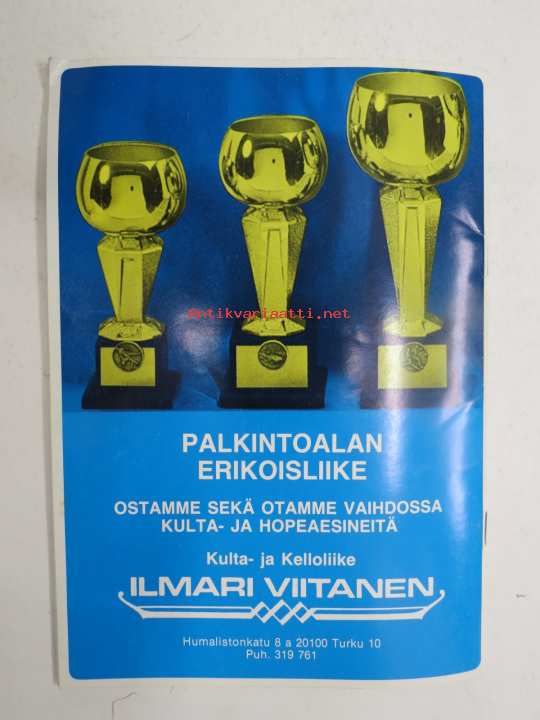 Antikvariaatti.net
PALKINTOALAN
ERIKOISLIIKE
OSTAMME SEKÄ OTAMME VAIHDOSSA
KULTA- JA HOPEAESINEITÄ
Kulta- ja Kelloliike
ILMARI VIITANEN
Humalistonkatu 8 a 20100 Turku 10
Puh. 319 761